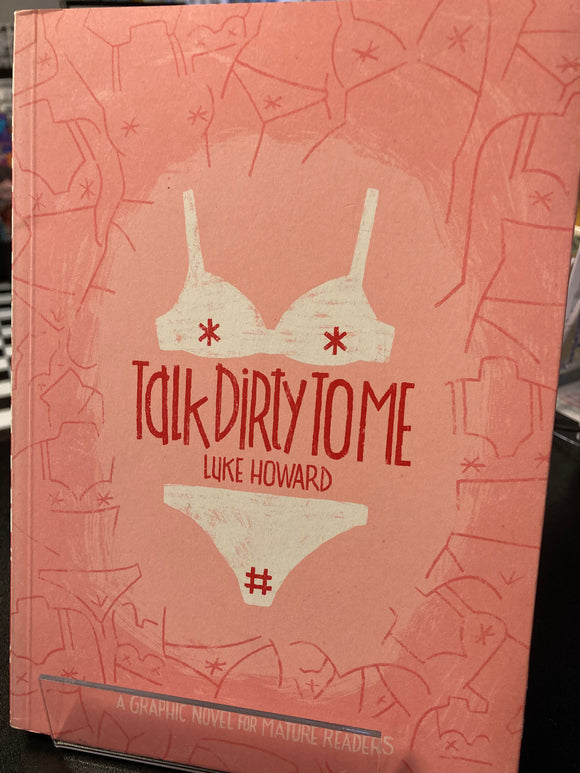 Talk Dirty To Me
Luke Howard
#
A GRAPHIC NOVEL FOR MATURE READERS